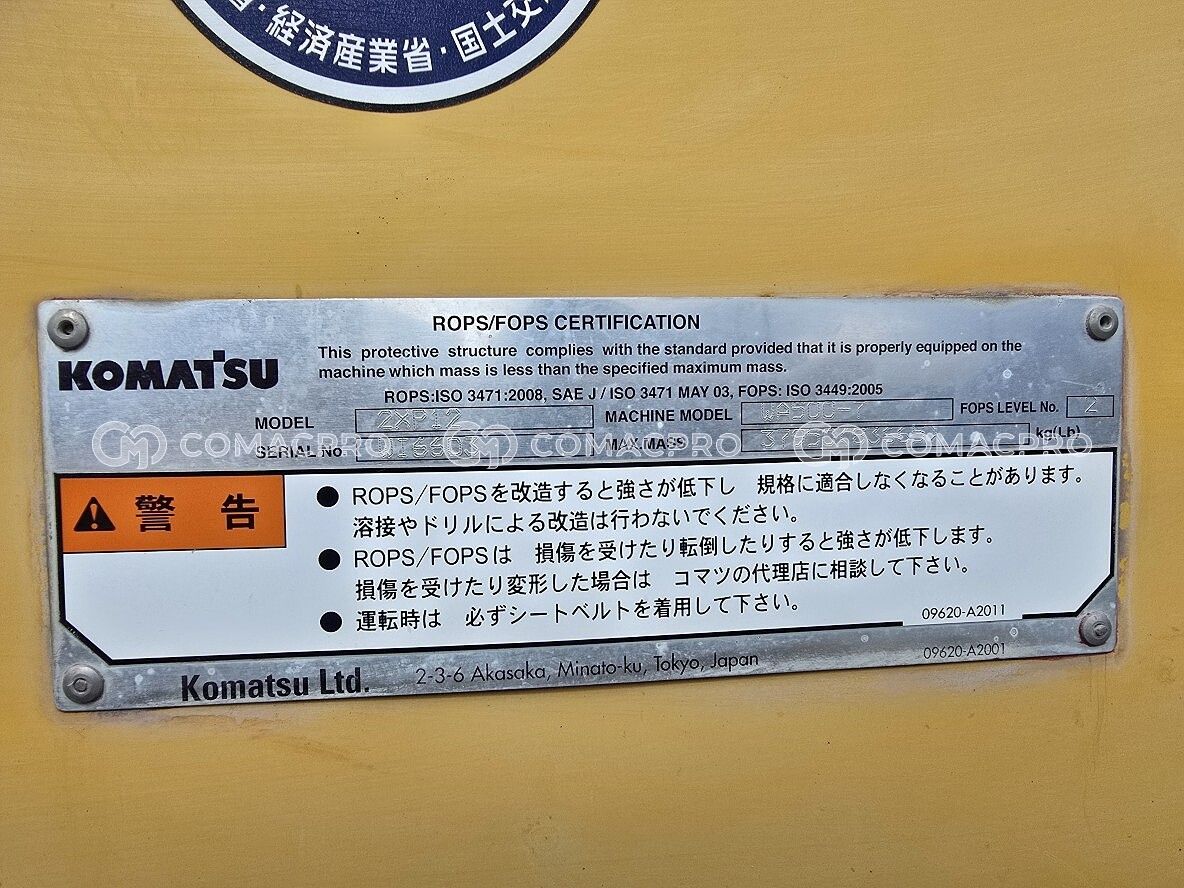 省・経済産業省・国土交
ROPS/FOPS CERTIFICATION
KOMATSU
This protective structure complies with the standard provided that it is properly equipped on the
machine which mass is less than the specified maximum mass.
ROPS:ISO 3471:2008, SAE J / ISO 3471 MAY 03, FOPS: ISO 3449:2005
MODEL 2XP12 MACHINE MODEL WA500-7 FOPS LEVEL No. 2
SERIAL No. MAX.MASS kg(Lb)
COMACPRO COMACPRO COMACPRO
警告
● ROPS/FOPSを改造すると強さが低下し 規格に適合しなくなることがあります。
溶接やドリルによる改造は行わないでください。
● ROPS/FOPSは 損傷を受けたり転倒したりすると強さが低下します。
損傷を受けたり変形した場合は コマツの代理店に相談して下さい。
● 運転時は 必ずシートベルトを着用して下さい。
09620-A2011
Komatsu Ltd. 2-3-6 Akasaka, Minato-ku, Tokyo, Japan
09620-A2001